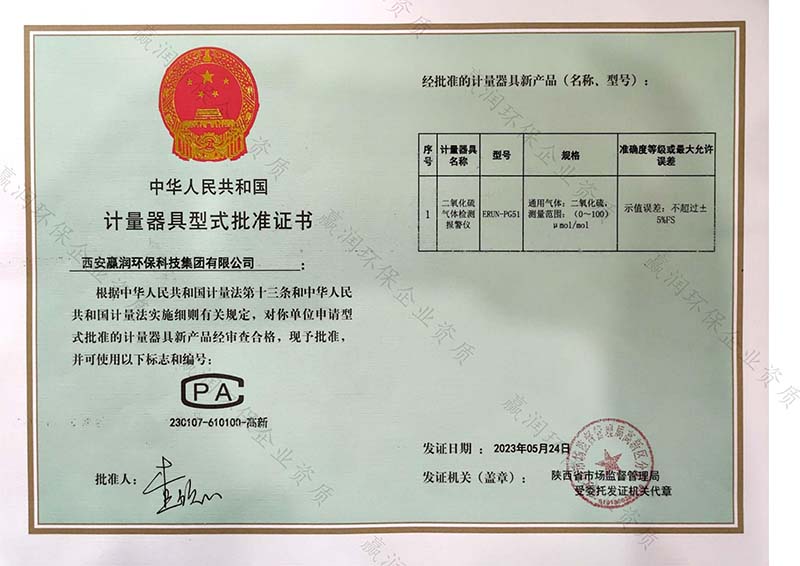 中华人民共和国
计量器具型式批准证书
西安赢润环保科技集团有限公司：
根据中华人民共和国计量法第十三条和中华人民
共和国计量法实施细则有关规定，对你单位申请型
式批准的计量器具新产品经审查合格，现予批准，
并可使用以下标志和编号：
CPA
23C107-610100-高新
批准人：
经批准的计量器具新产品（名称、型号）：
序号 计量器具名称 型号 规格 准确度等级或最大允许误差
1 二氧化硫气体检测报警仪 ERUN-PG51 通用气体：二氧化硫，测量范围：（0～100）μmol/mol 示值误差：不超过±5%FS
发证日期：2023年05月24日
发证机关（盖章）：陕西省市场监督管理局
受委托发证机关代章
赢润环保企业资质